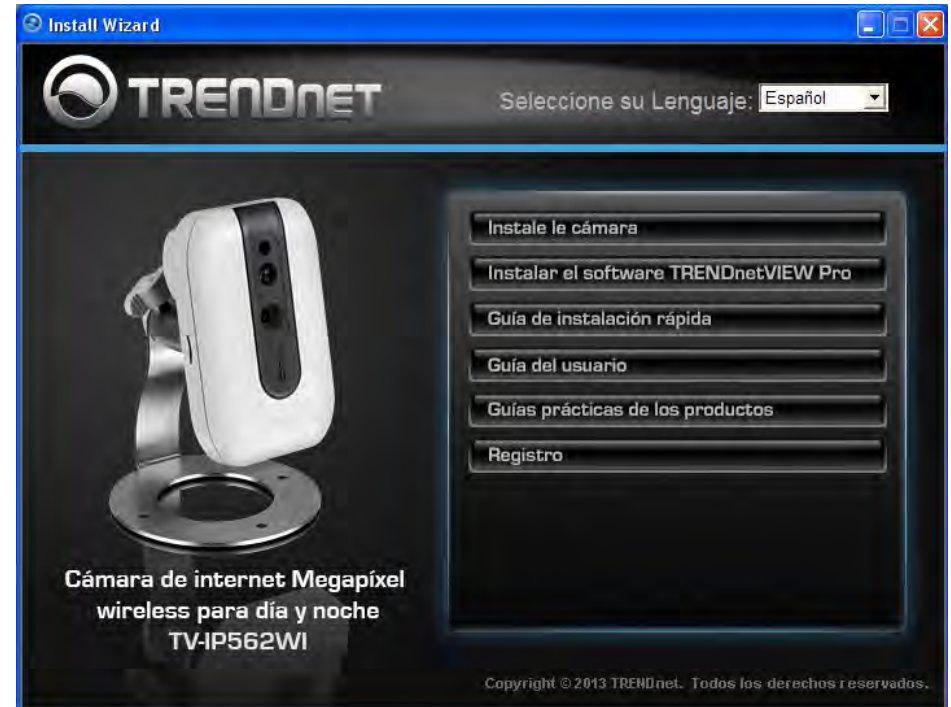 Install Wizard
TRENDNET
Seleccione su Lenguaje: Español
Instale le cámara
Instalar el software TRENDnetVIEW Pro
Guía de instalación rápida
Guía del usuario
Guías prácticas de los productos
Registro
Cámara de internet Megapíxel
wireless para día y noche
TV-IP562WI
Copyright © 2013 TRENDnet. Todos los derechos reservados.